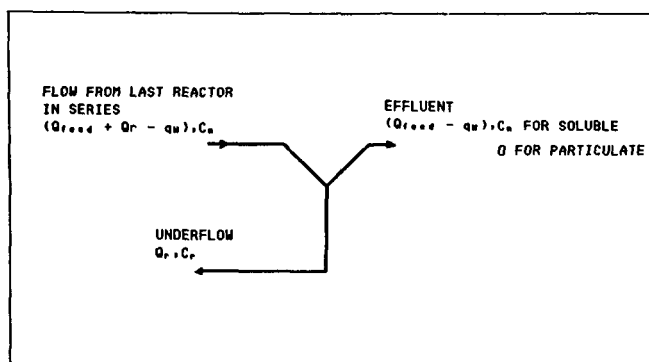 FLOW FROM LAST REACTOR
IN SERIES
(Qfeed + Qr - qw),Cn
EFFLUENT
(Qfeed - qw),Cn FOR SOLUBLE
0 FOR PARTICULATE
UNDERFLOW
Qr,Cr